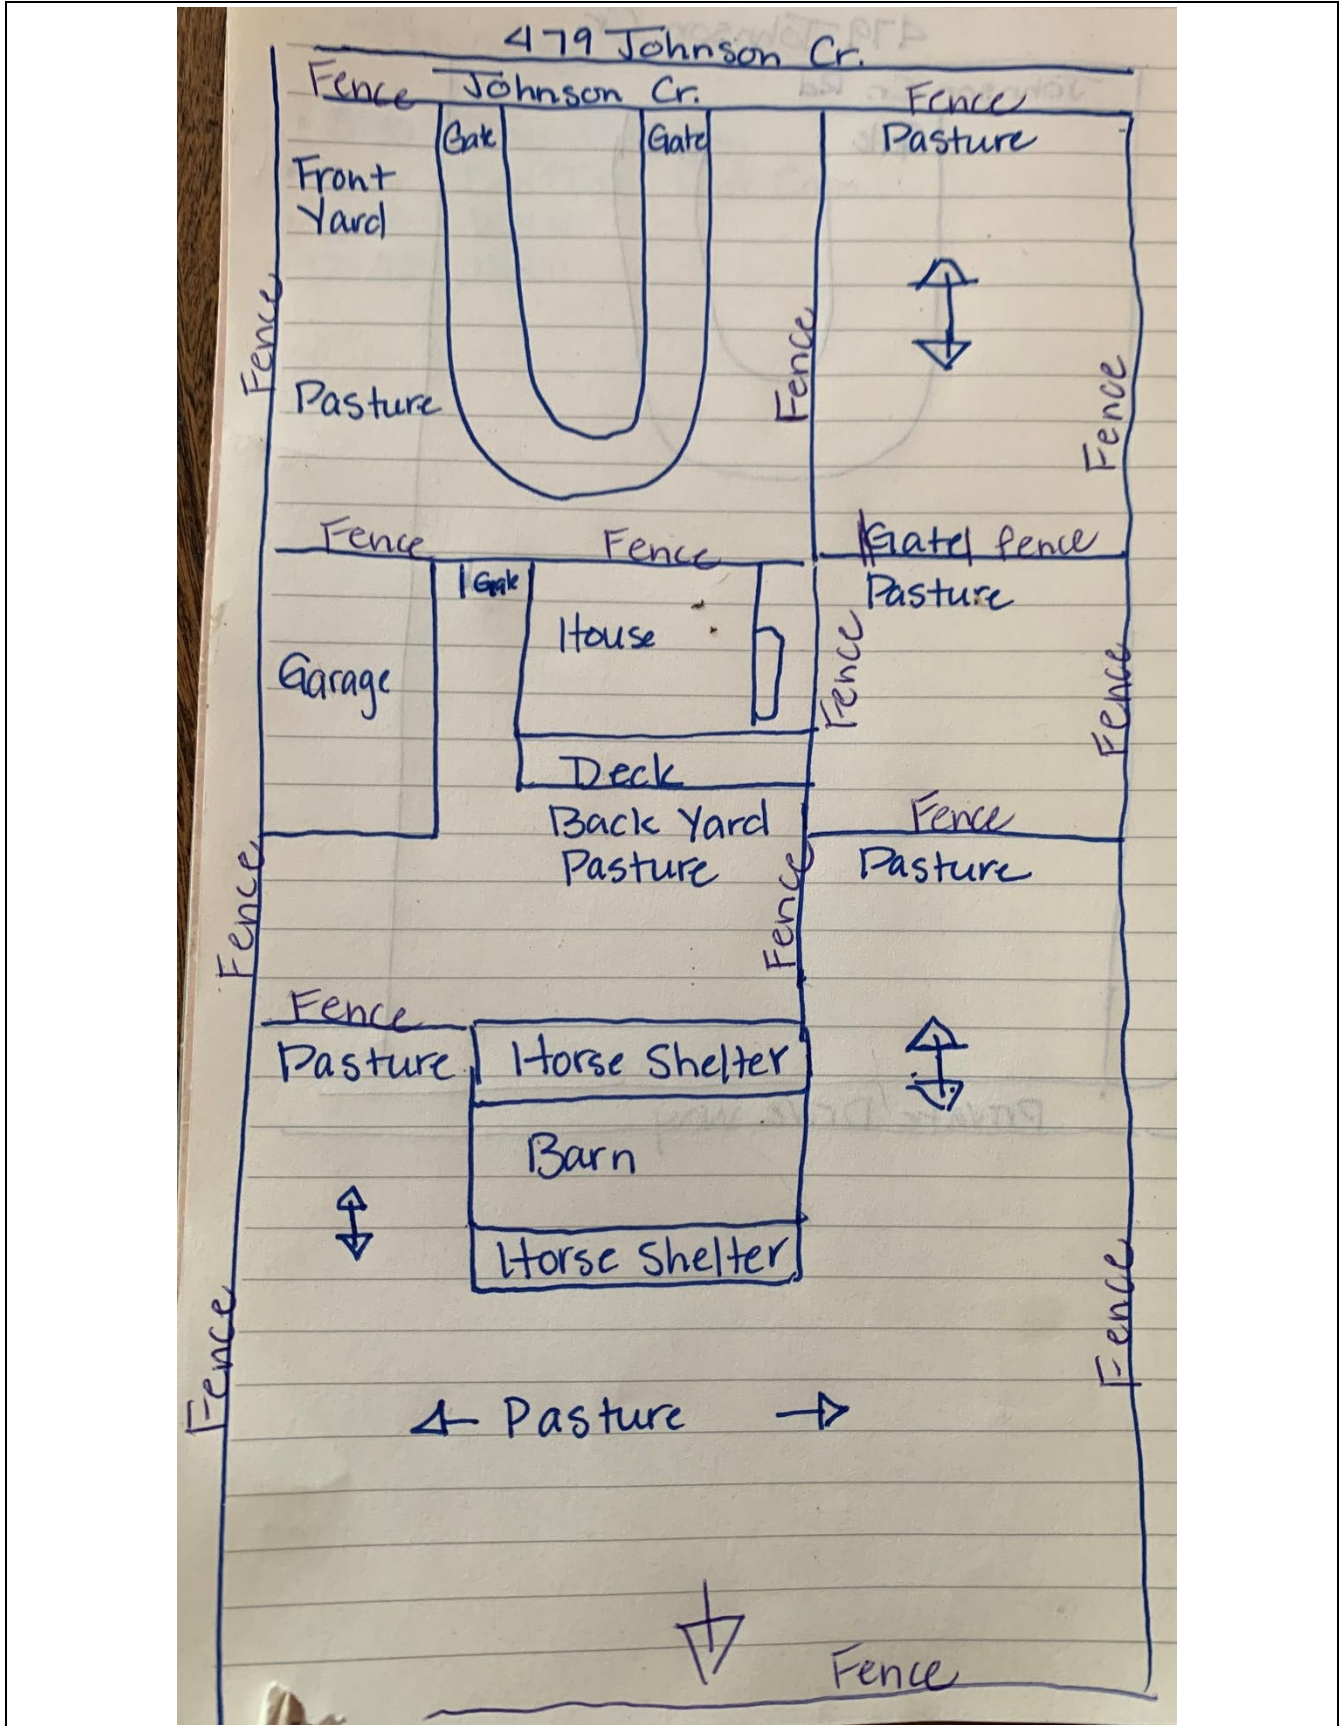 479 Johnson Cr.
Fence Johnson Cr. Fence
Gate Gate Pasture
Front
Yard
Fence
Fence
Fence
Pasture
Fence Fence Gate fence
Gate Pasture
House
Garage
Fence
Fence
Deck
Back Yard Fence
Pasture Pasture
Fence
Fence
Fence
Pasture Horse Shelter
Barn
Horse Shelter
Fence
Fence
Pasture
Fence